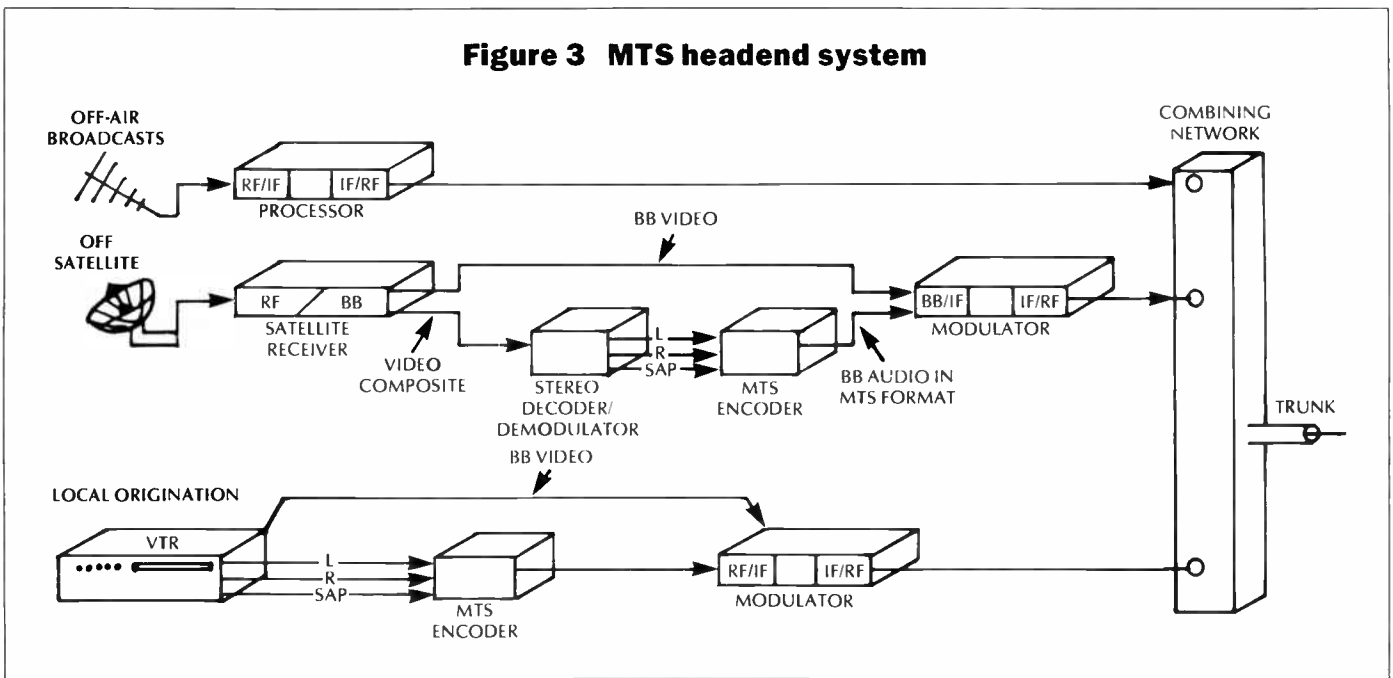 Figure 3 MTS headend system
OFF-AIR
BROADCASTS
RF/IF
IF/RF
PROCESSOR
COMBINING
NETWORK
OFF
SATELLITE
RF
BB
SATELLITE
RECEIVER
BB VIDEO
VIDEO
COMPOSITE
L
R
SAP
STEREO
DECODER/
DEMODULATOR
MTS
ENCODER
BB/IF
IF/RF
MODULATOR
BB AUDIO IN
MTS FORMAT
TRUNK
BB VIDEO
LOCAL ORIGINATION
VTR
L
R
SAP
MTS
ENCODER
RF/IF
IF/RF
MODULATOR